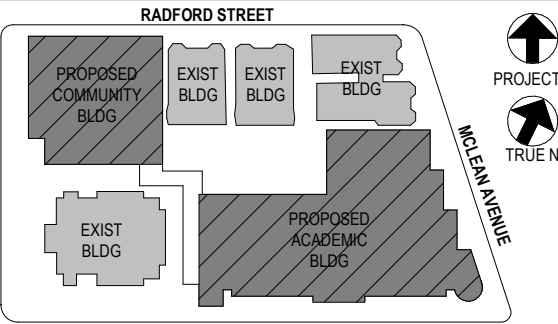 RADFORD STREET
PROPOSED
COMMUNITY
BLDG
EXIST
BLDG
EXIST
BLDG
EXIST
BLDG
PROJECT
TRUE N
MCLEAN AVENUE
EXIST
BLDG
PROPOSED
ACADEMIC
BLDG